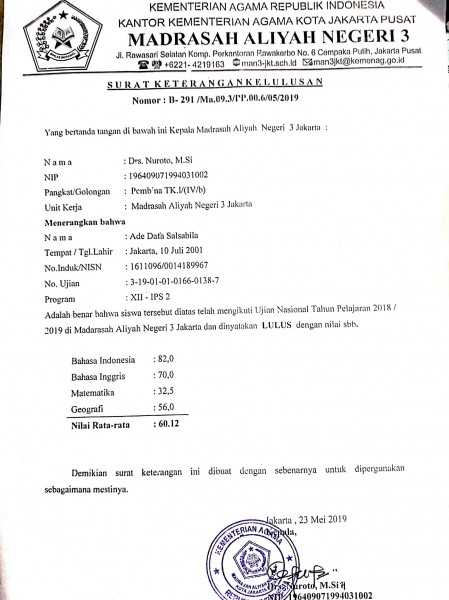 KEMENTERIAN AGAMA REPUBLIK INDONESIA
KANTOR KEMENTERIAN AGAMA KOTA JAKARTA PUSAT
MADRASAH ALIYAH NEGERI 3
Jl. Rawasari Selatan Komp. Perkantoran Rawakerbo No. 6 Cempaka Putih, Jakarta Pusat
+6221- 4219163 man3-jkt.sch.id man3jkt@kemenag.go.id
SURAT KETERANGAN KELULUSAN
Nomor : B- 291 /Ma.09.3/PP.00.6/05/2019
Yang bertanda tangan di bawah ini Kepala Madrasah Aliyah Negeri 3 Jakarta :
N a m a : Drs. Nuroto, M.Si
NIP : 196409071994031002
Pangkat/Golongan : Pemb'na TK.I/(IV/b)
Unit Kerja : Madrasah Aliyah Negeri 3 Jakarta
Menerangkan bahwa
N a m a : Ade Dafa Salsabila
Tempat / Tgl.Lahir : Jakarta, 10 Juli 2001
No.Induk/NISN : 1611096/0014189967
No. Ujian : 3-19-01-01-0166-0138-7
Program : XII - IPS 2
Adalah benar bahwa siswa tersebut diatas telah mengikuti Ujian Nasional Tahun Pelajaran 2018 /
2019 di Madarasah Aliyah Negeri 3 Jakarta dan dinyatakan LULUS dengan nilai sbb.
Bahasa Indonesia : 82,0
Bahasa Inggris : 70,0
Matematika : 32,5
Geografi : 56,0
Nilai Rata-rata : 60.12
Demikian surat keterangan ini dibuat dengan sebenarnya untuk dipergunakan
sebagaimana mestinya.
Jakarta , 23 Mei 2019
Kepala,
KEMENTERIAN AGAMA
MADRASAH ALIYAH
KOTA JAKARTA
Drs. Nuroto, M.Si
NIP. 196409071994031002